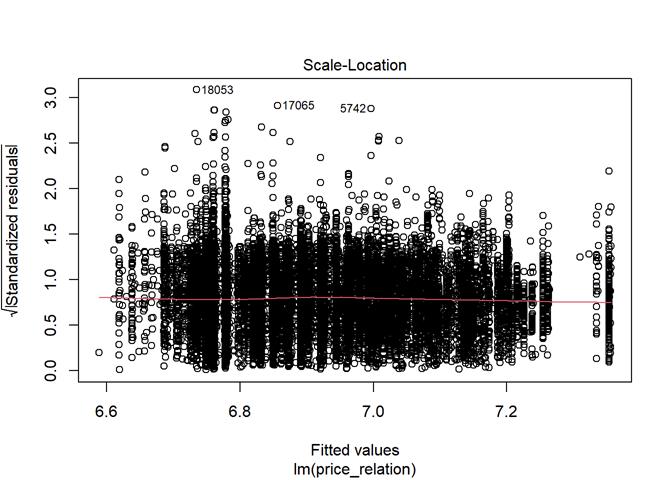 Scale-Location
√|Standardized residuals|
3.0
2.5
2.0
1.5
1.0
0.5
0.0
18053
17065
5742
6.6 6.8 7.0 7.2
Fitted values
lm(price_relation)